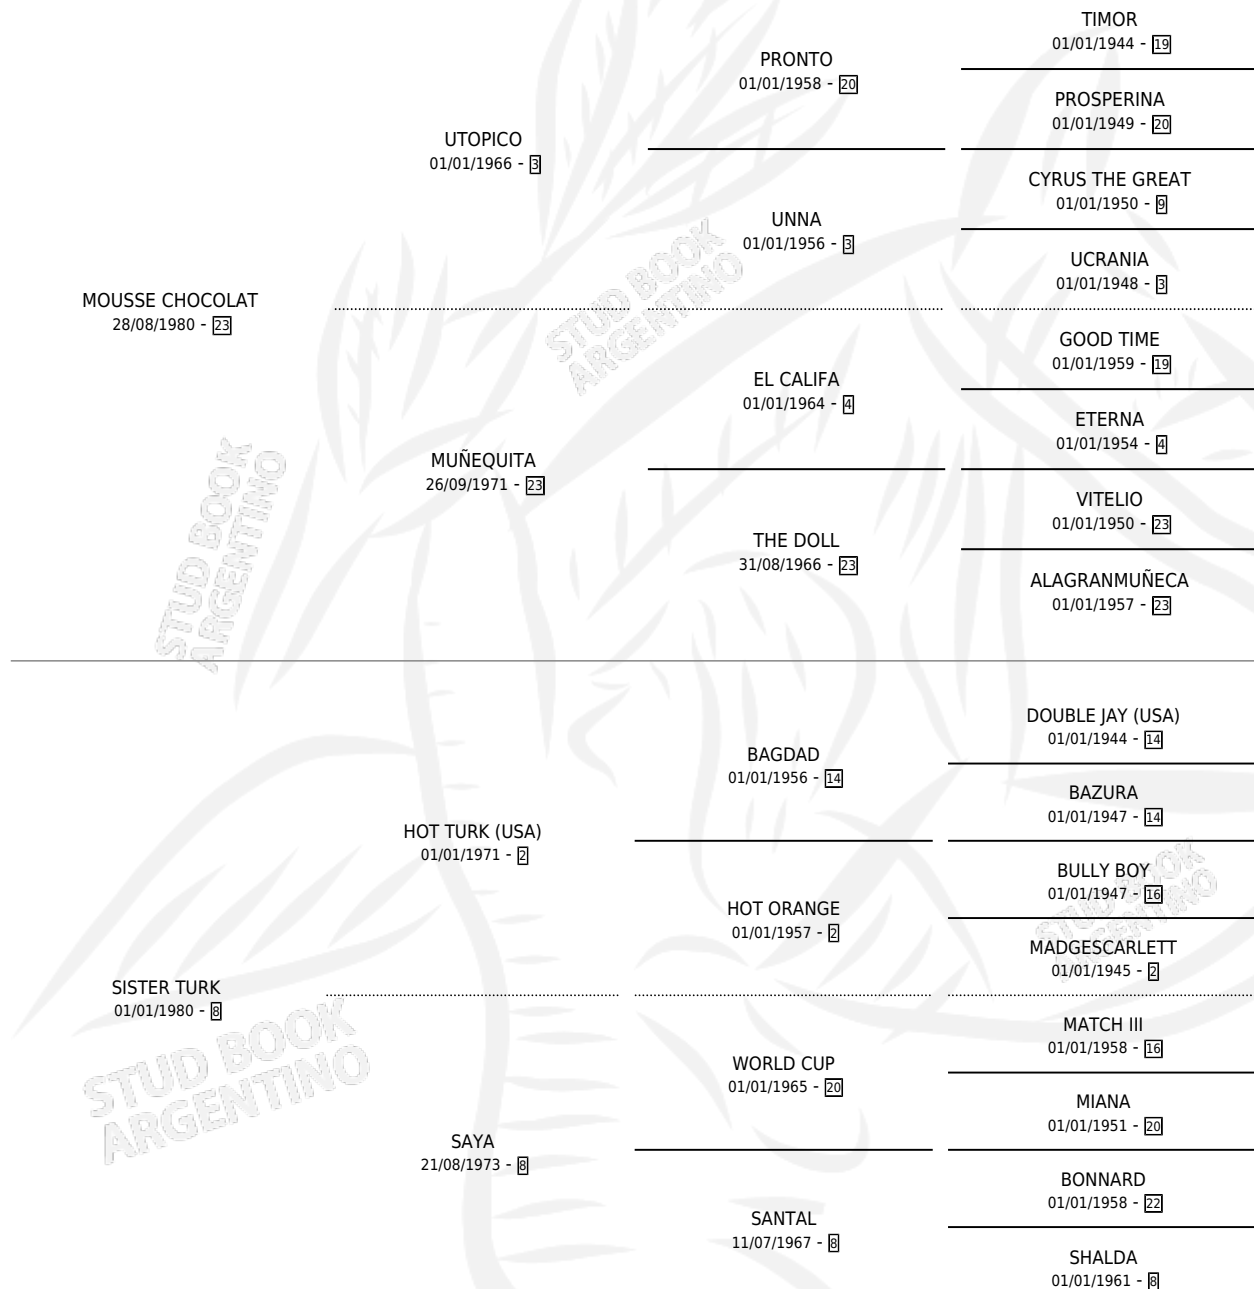 TIMOR
01/01/1944 - 19
PRONTO
01/01/1958 - 20
PROSPERINA
01/01/1949 - 20
UTOPICO
01/01/1966 - 3
CYRUS THE GREAT
01/01/1950 - 9
UNNA
01/01/1956 - 3
UCRANIA
01/01/1948 - 3
MOUSSE CHOCOLAT
28/08/1980 - 23
GOOD TIME
01/01/1959 - 19
EL CALIFA
01/01/1964 - 4
ETERNA
01/01/1954 - 4
MUÑEQUITA
26/09/1971 - 23
VITELIO
01/01/1950 - 23
THE DOLL
31/08/1966 - 23
ALAGRANMUÑECA
01/01/1957 - 23
STUD BOOK
ARGENTINO
STUD BOOK
ARGENTINO
DOUBLE JAY (USA)
01/01/1944 - 14
BAGDAD
01/01/1956 - 14
BAZURA
01/01/1947 - 14
HOT TURK (USA)
01/01/1971 - 2
BULLY BOY
01/01/1947 - 16
HOT ORANGE
01/01/1957 - 2
MADGESCARLETT
01/01/1945 - 2
STUD BOOK
ARGENTINO
SISTER TURK
01/01/1980 - 8
MATCH III
01/01/1958 - 16
WORLD CUP
01/01/1965 - 20
MIANA
01/01/1951 - 20
STUD BOOK
ARGENTINO
SAYA
21/08/1973 - 8
BONNARD
01/01/1958 - 22
SANTAL
11/07/1967 - 8
SHALDA
01/01/1961 - 8